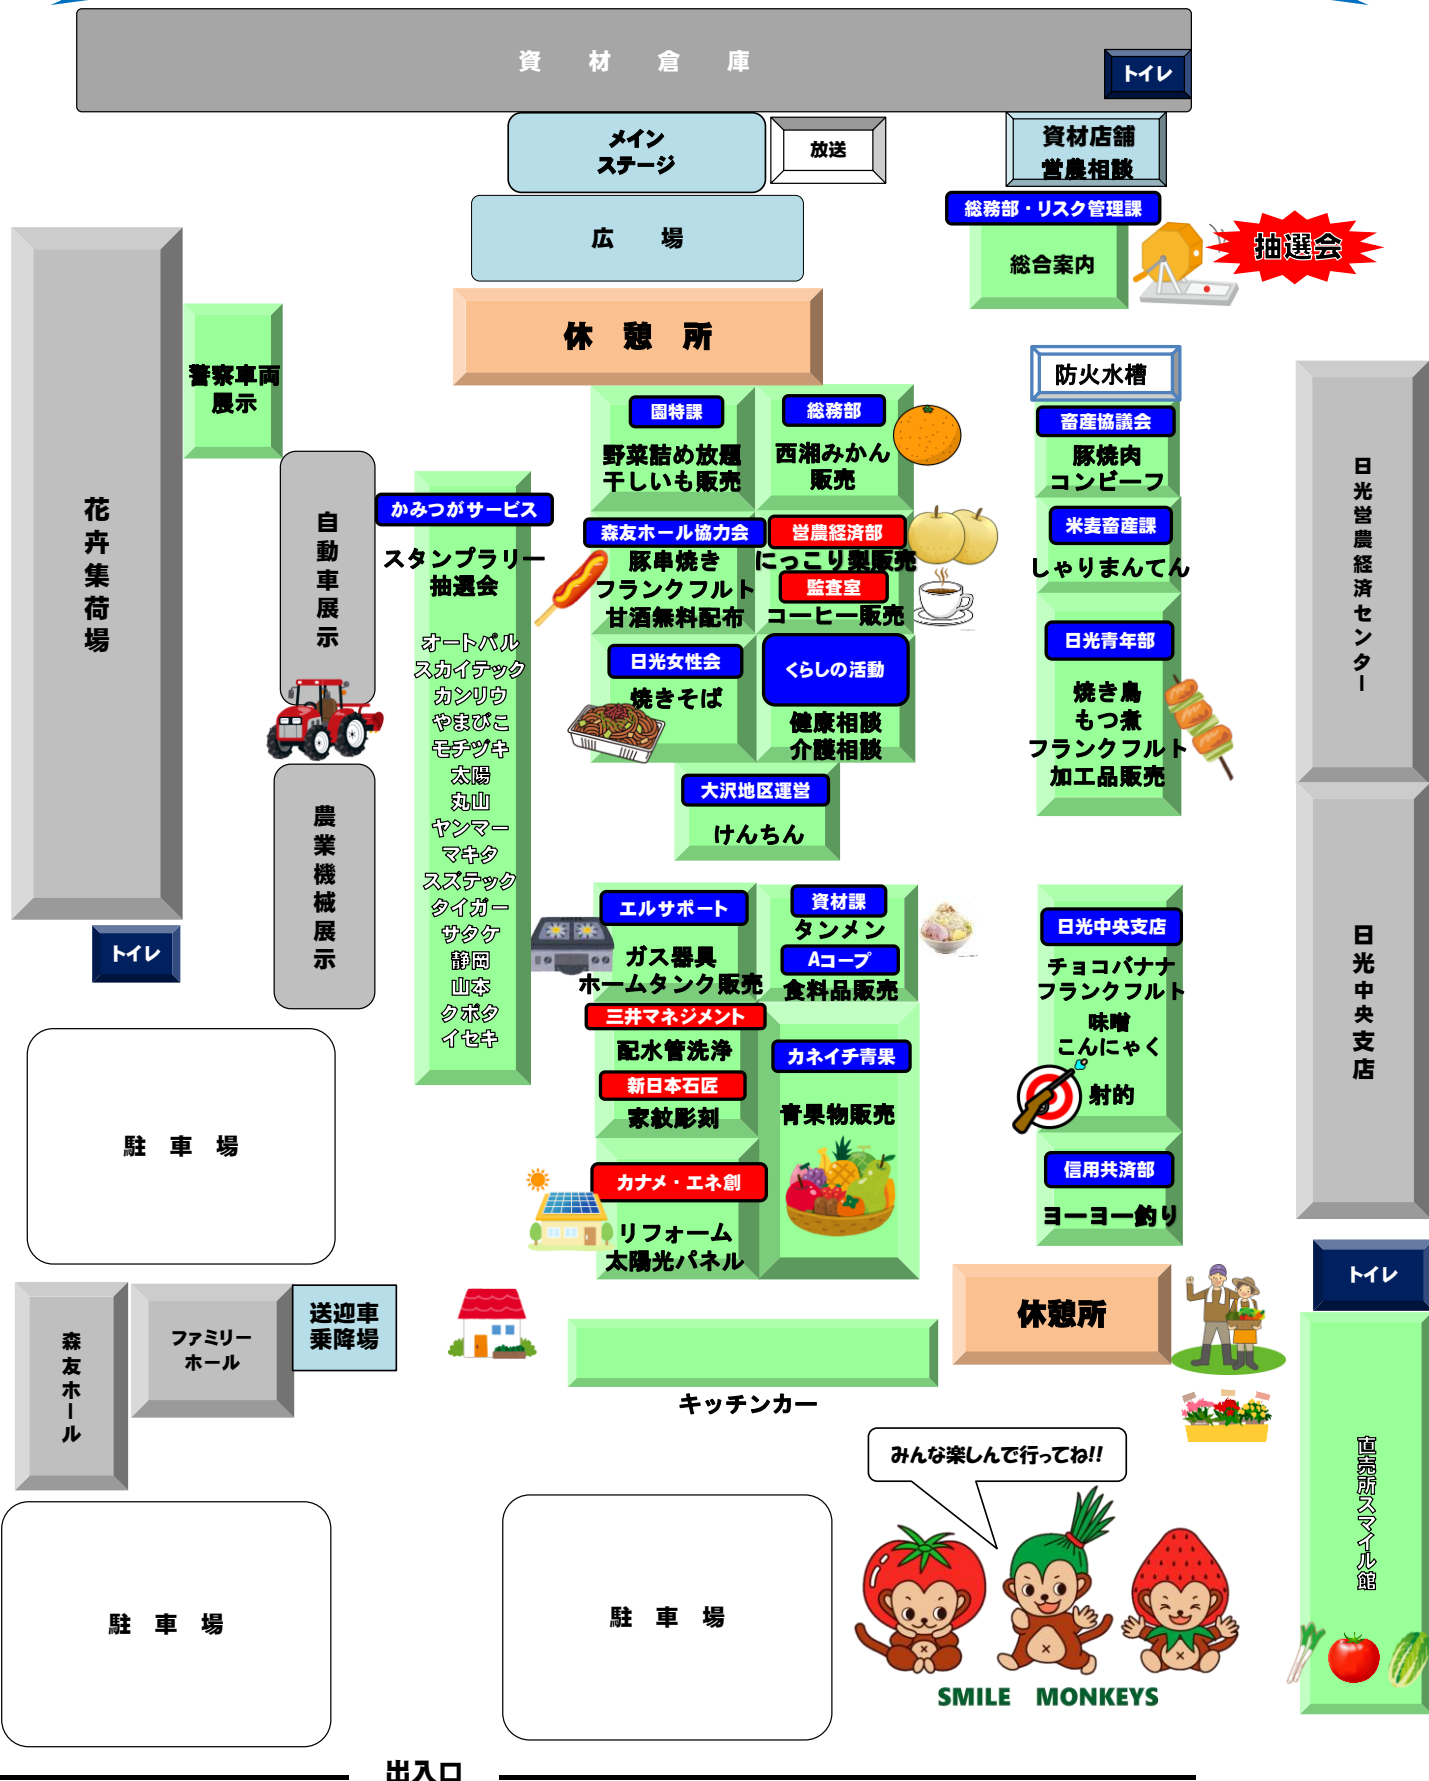 資材倉庫
トイレ
メイン
ステージ
放送
資材店舗
営農相談
広場
総務部・リスク管理課
総合案内
抽選会
休憩所
警察車両
展示
花卉集荷場
防火水槽
園特課
野菜詰め放題
干しいも販売
総務部
西湘みかん
販売
畜産協議会
豚焼肉
コンビーフ
日光営農経済センター
自動車展示
かみつがサービス
スタンプラリー
抽選会
オートパル
スカイテック
カンリウ
やまびこ
モチヅキ
太陽
丸山
ヤンマー
マキタ
スズテック
タイガー
サタケ
静岡
山本
クボタ
イセキ
森友ホール協力会
豚串焼き
フランクフルト
甘酒無料配布
営農経済部
にっこり梨販売
監査室
コーヒー販売
米麦畜産課
しゃりまんてん
日光女性会
焼きそば
くらしの活動
健康相談
介護相談
日光青年部
焼き鳥
もつ煮
フランクフルト
加工品販売
農業機械展示
大沢地区運営
けんちん
トイレ
エルサポート
ガス器具
ホームタンク販売
資材課
タンメン
Aコープ
食料品販売
日光中央支店
チョコバナナ
フランクフルト
味噌
こんにゃく
射的
日光中央支店
三井マネジメント
配水管洗浄
新日本石匠
家紋彫刻
カネイチ青果
青果物販売
駐車場
カナメ・エネ創
リフォーム
太陽光パネル
信用共済部
ヨーヨー釣り
トイレ
森友ホール
ファミリー
ホール
送迎車
乗降場
休憩所
キッチンカー
直売所スマイル館
みんな楽しんで行ってね!!
駐車場
駐車場
SMILE MONKEYS
出入口